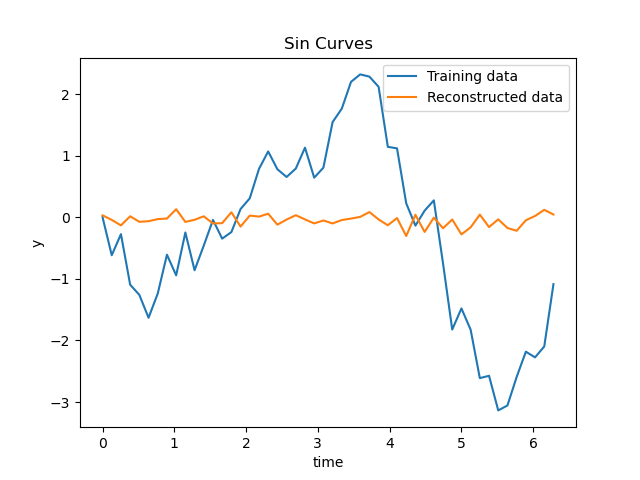 Sin Curves
Training data
Reconstructed data
2
1
0
−1
−2
−3
y
0 1 2 3 4 5 6
time